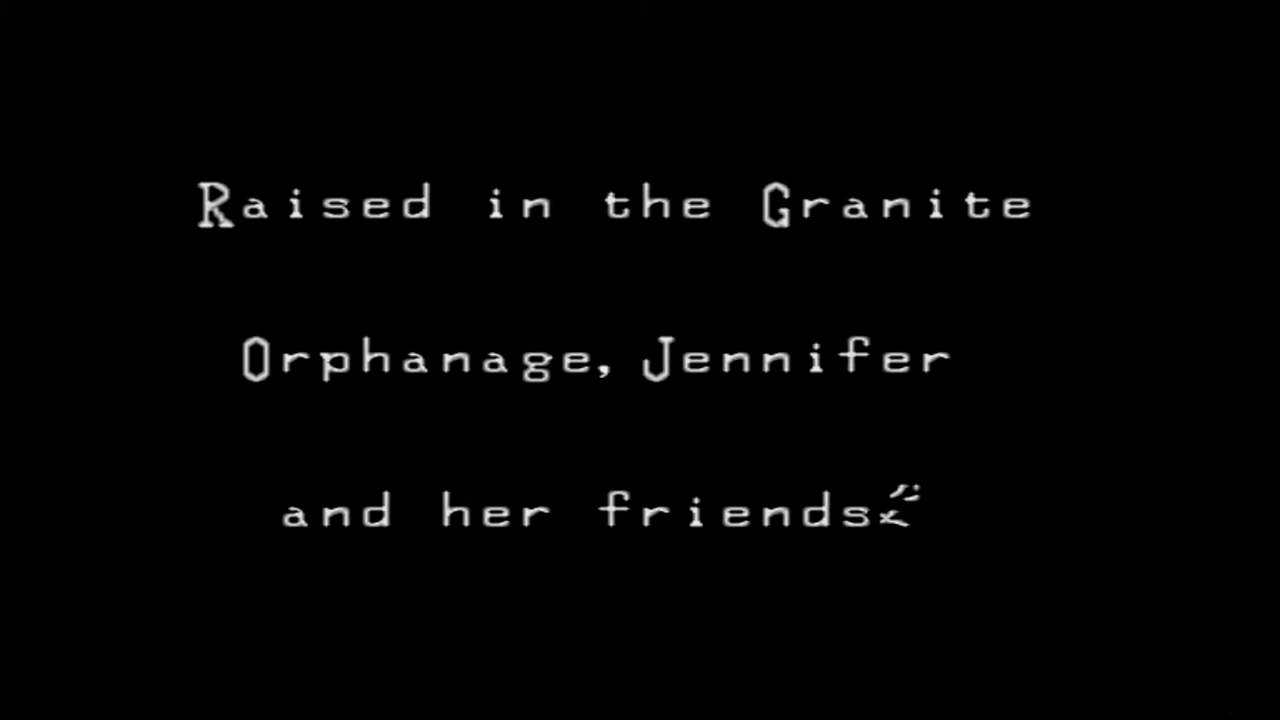 Raised in the Granite
Orphanage, Jennifer
and her friends